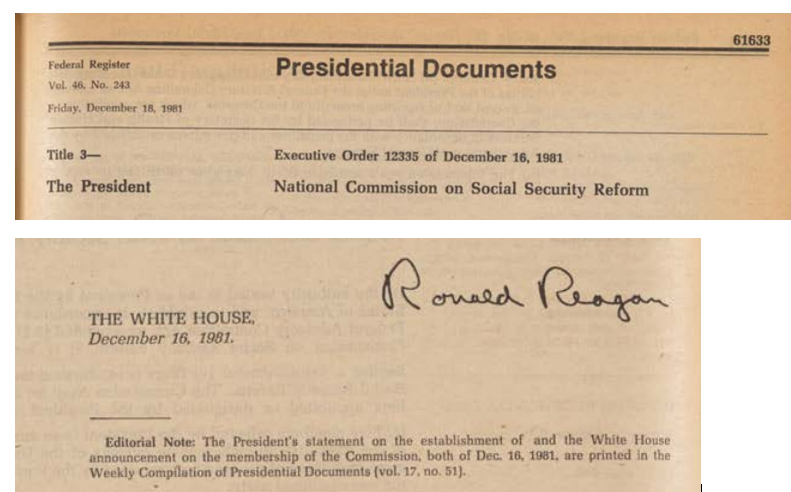 61633
Federal Register
Vol. 46, No. 243
Friday, December 18, 1981
Presidential Documents
Title 3—
Executive Order 12335 of December 16, 1981
The President
National Commission on Social Security Reform
Ronald Reagan
THE WHITE HOUSE,
December 16, 1981.
Editorial Note: The President's statement on the establishment of and the White House
announcement on the membership of the Commission, both of Dec. 16, 1981, are printed in the
Weekly Compilation of Presidential Documents (vol. 17, no. 51).